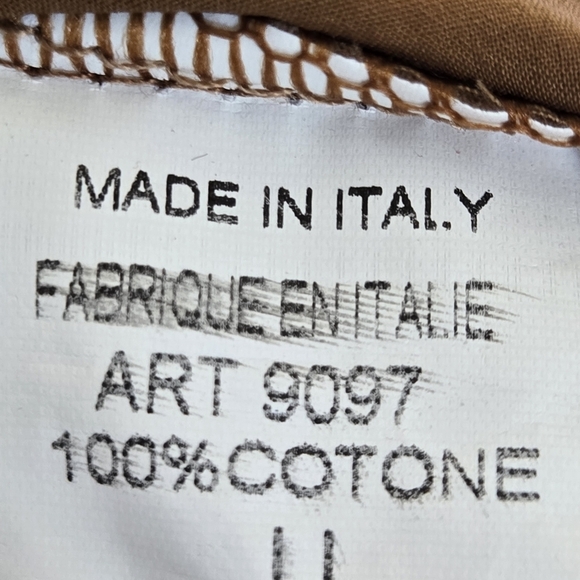 MADE IN ITALY
FABRIQUE EN ITALIE
ART 9097
100% COTONE